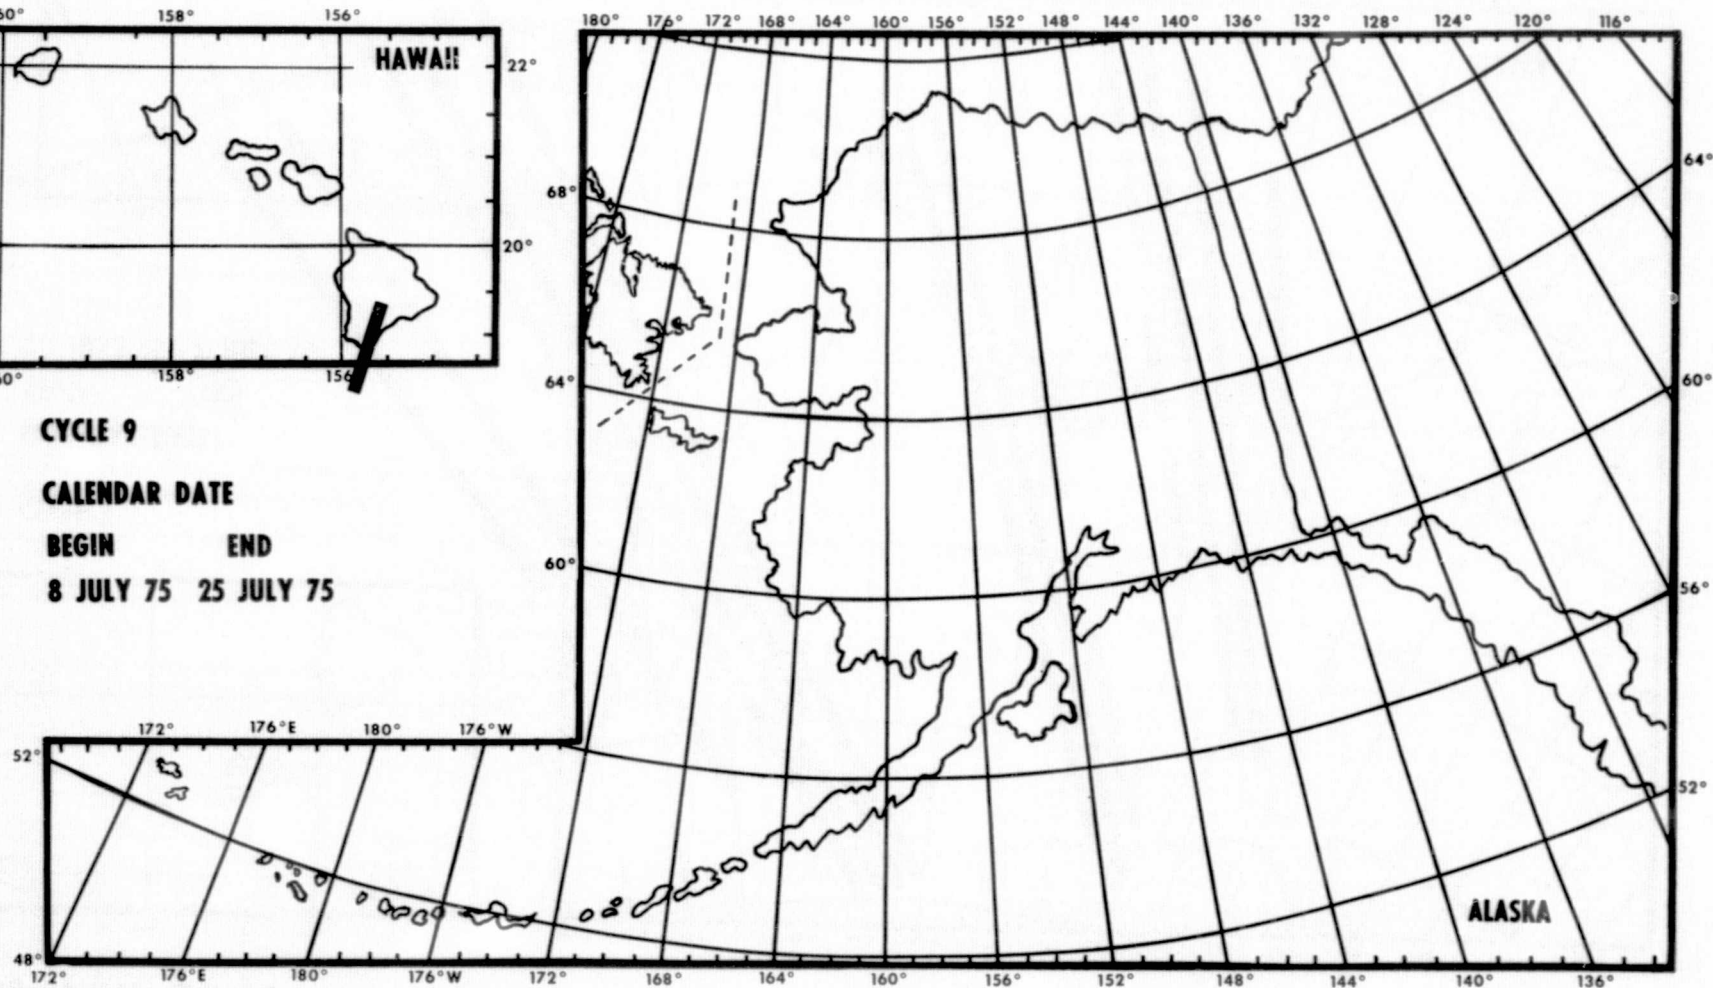 60° 158° 156°
HAWAII
22°
20°
60° 158° 156°
CYCLE 9
CALENDAR DATE
BEGIN END
8 JULY 75 25 JULY 75
180° 176° 172° 168° 164° 160° 156° 152° 148° 144° 140° 136° 132° 128° 124° 120° 116°
68°
64°
60°
64°
60°
56°
52°
172° 176°E 180° 176°W
52°
48°
ALASKA
172° 176°E 180° 176°W 172° 168° 164° 160° 156° 152° 148° 144° 140° 136°